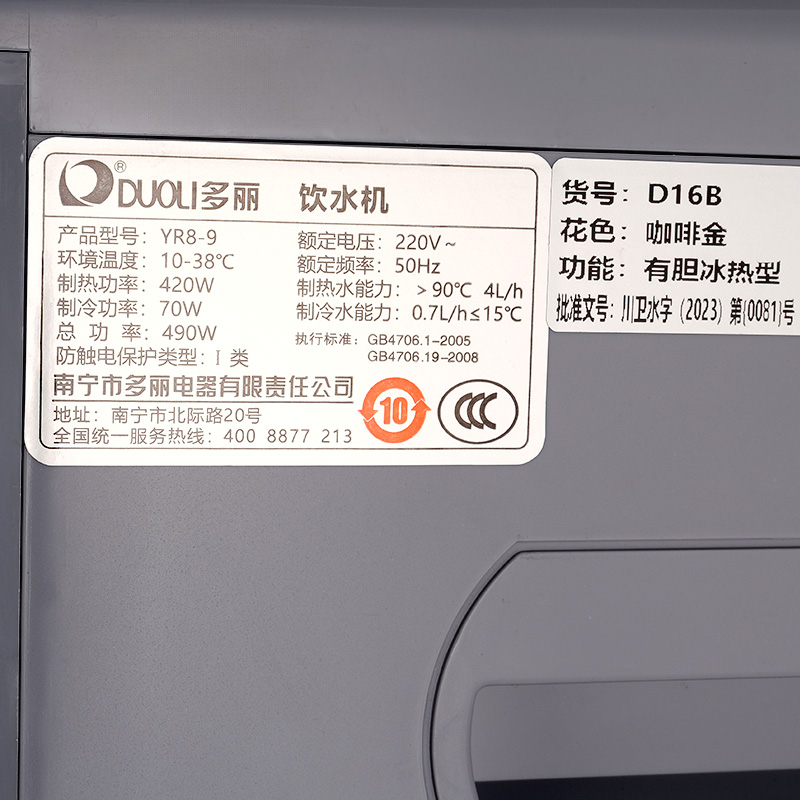 DUOLI多丽® 饮水机
产品型号：YR8-9
环境温度：10-38℃
制热功率：420W
制冷功率：70W
总 功 率：490W
防触电保护类型：I 类
额定电压：220V~
额定频率：50Hz
制热水能力：＞90℃ 4L/h
制冷水能力：0.7L/h≤15℃
执行标准：GB4706.1-2005
GB4706.19-2008
南宁市多丽电器有限责任公司
地址：南宁市北际路20号
全国统一服务热线：400 8877 213
10
CCC
货号：D16B
花色：咖啡金
功能：有胆冰热型
批准文号：川卫水字（2023）第{0081}号